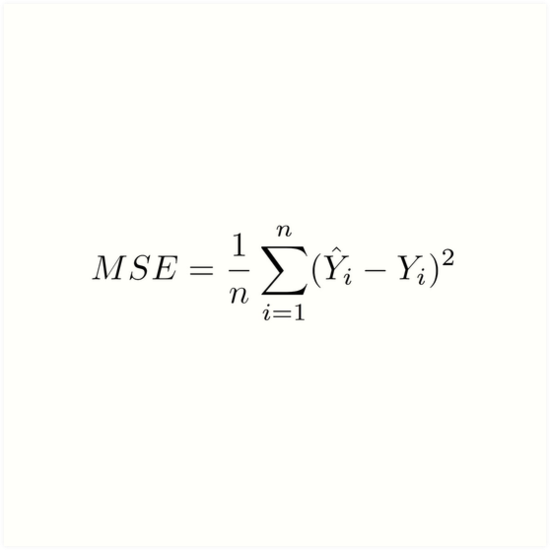 MSE = \frac{1}{n} \sum_{i=1}^{n} (\hat{Y}_i - Y_i)^2